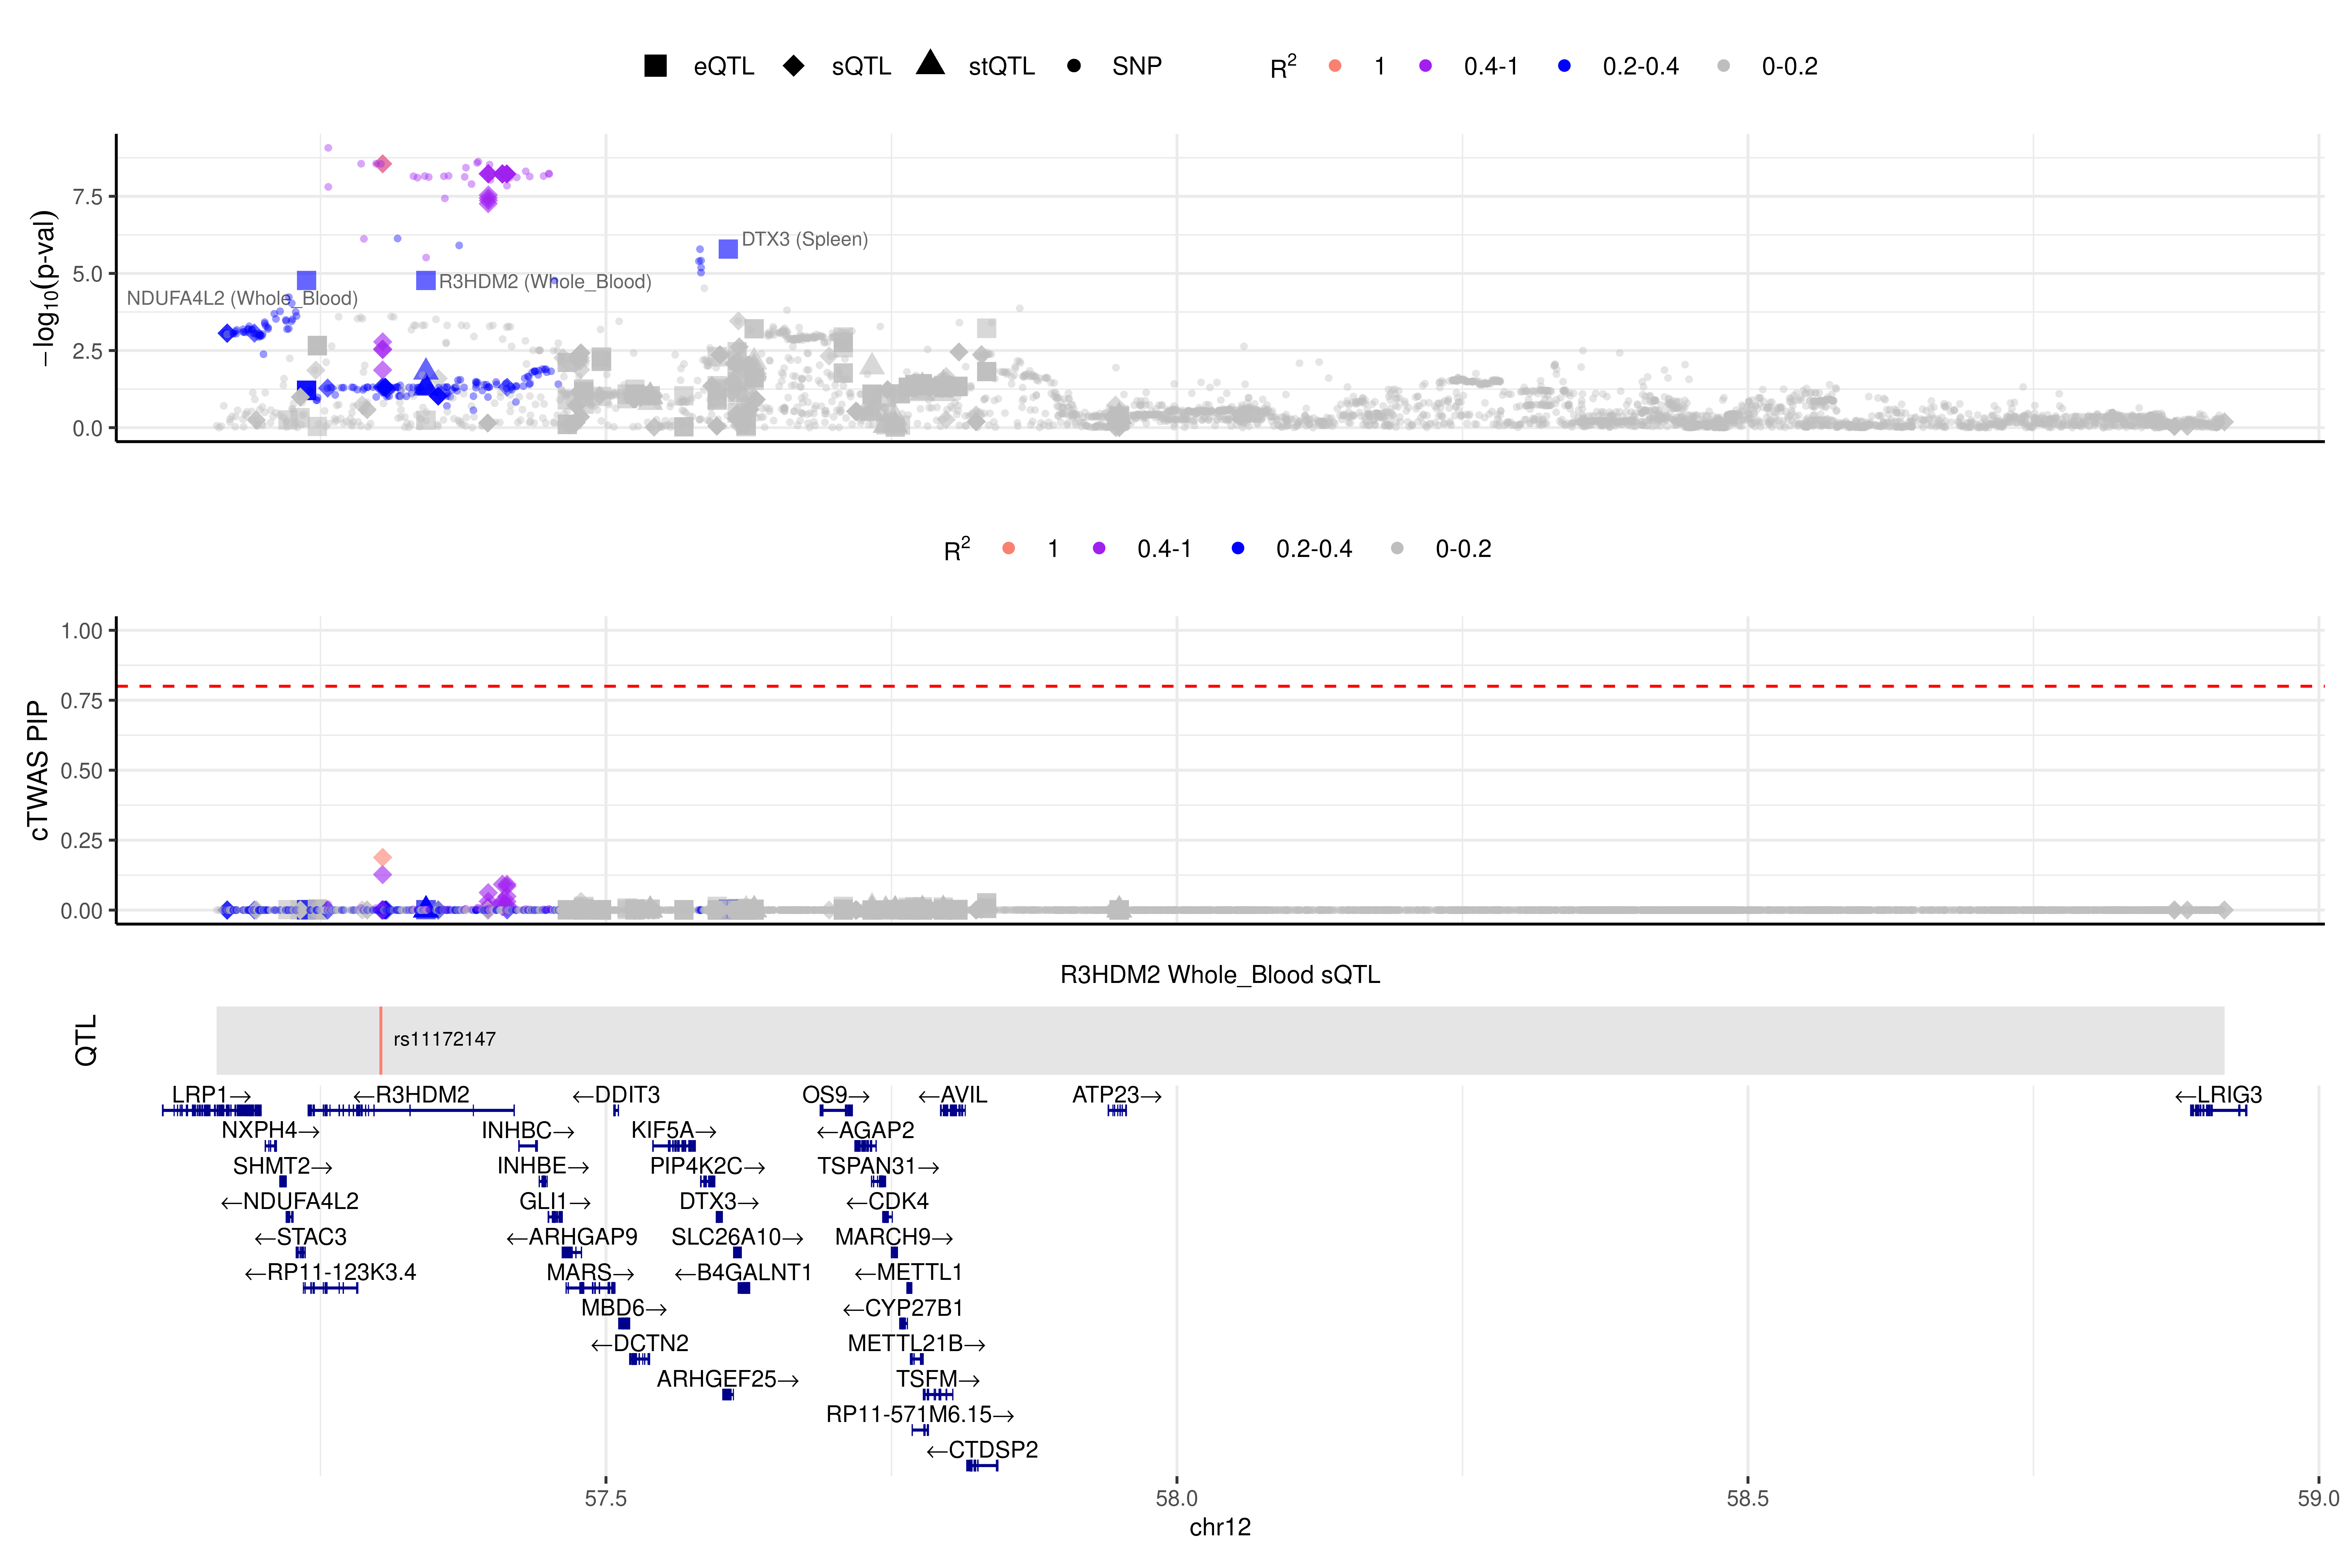 eQTL sQTL stQTL SNP R2 1 0.4-1 0.2-0.4 0-0.2
−log10(p-val)
7.5
5.0
2.5
0.0
DTX3 (Spleen)
R3HDM2 (Whole_Blood)
NDUFA4L2 (Whole_Blood)
R2 1 0.4-1 0.2-0.4 0-0.2
cTWAS PIP
1.00
0.75
0.50
0.25
0.00
R3HDM2 Whole_Blood sQTL
QTL
rs11172147
LRP1→ ←R3HDM2 ←DDIT3 OS9→ ←AVIL ATP23→ ←LRIG3
NXPH4→ INHBC→ KIF5A→ ←AGAP2
SHMT2→ INHBE→ PIP4K2C→ TSPAN31→
←NDUFA4L2 GLI1→ DTX3→ ←CDK4
←STAC3 ←ARHGAP9 SLC26A10→ MARCH9→
←RP11-123K3.4 MARS→ ←B4GALNT1 ←METTL1
MBD6→ ←CYP27B1
←DCTN2 METTL21B→
ARHGEF25→ TSFM→
RP11-571M6.15→
←CTDSP2
57.5 58.0 58.5 59.0
chr12